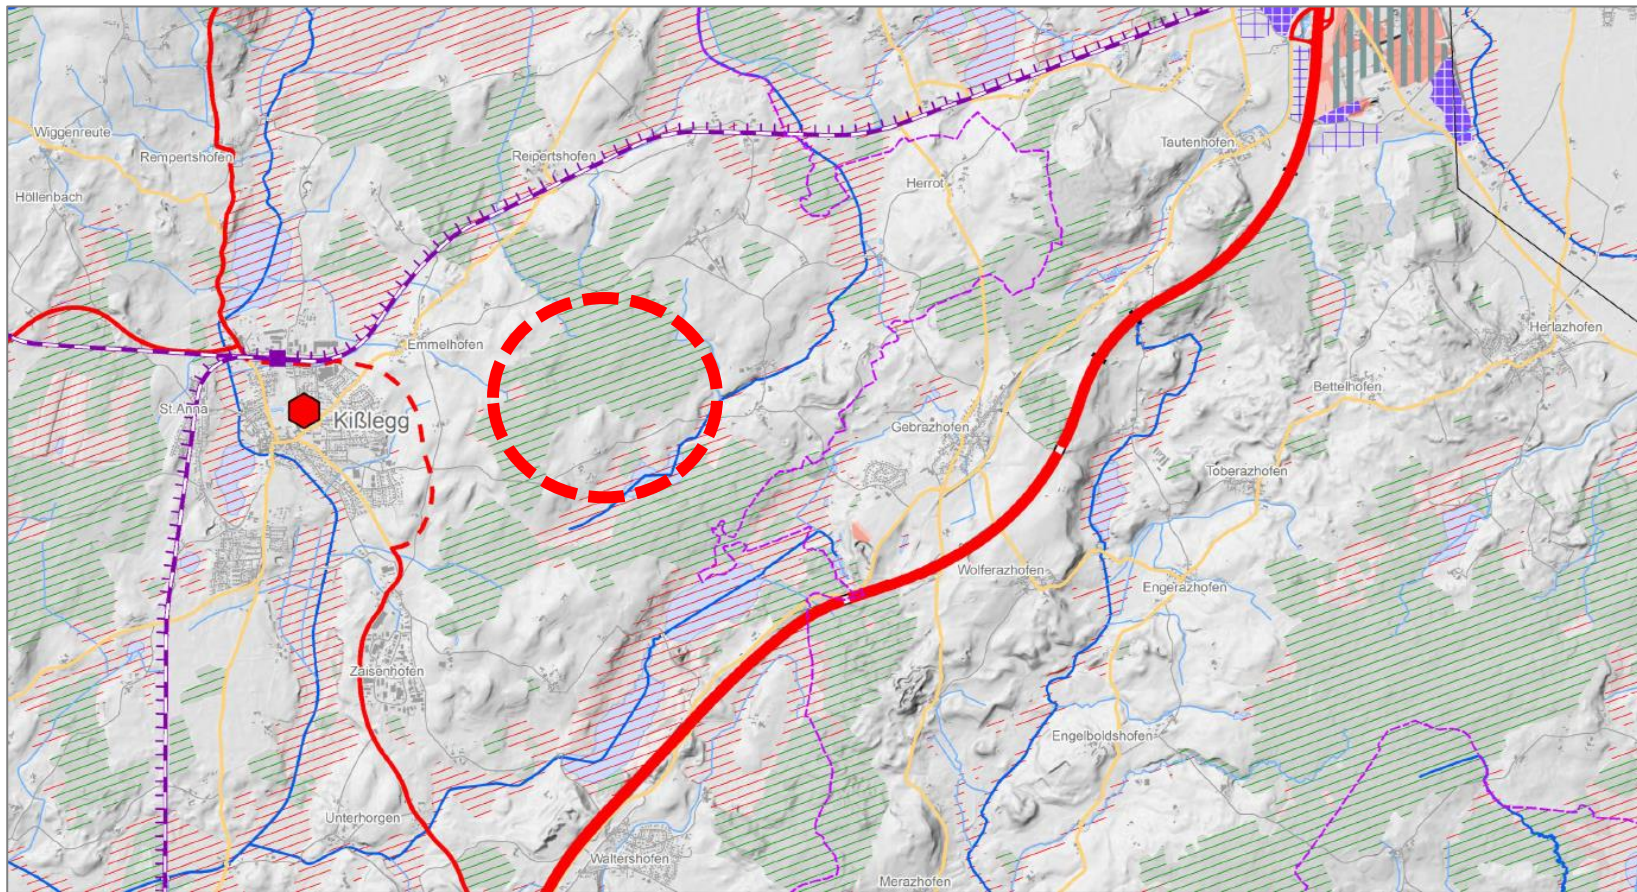 Wiggenreute
Rempertshofen
Reipertshofen
Tautenhofen
Höllenbach
Herrot
Emmelhofen
Herlazhofen
Bettelhofen
St.Anna
Kißlegg
Gebrazhofen
Toberazhofen
Wolferazhofen
Engerazhofen
Zaisenhofen
Engelboldshofen
Unterhorgen
Waltershofen
Merazhofen